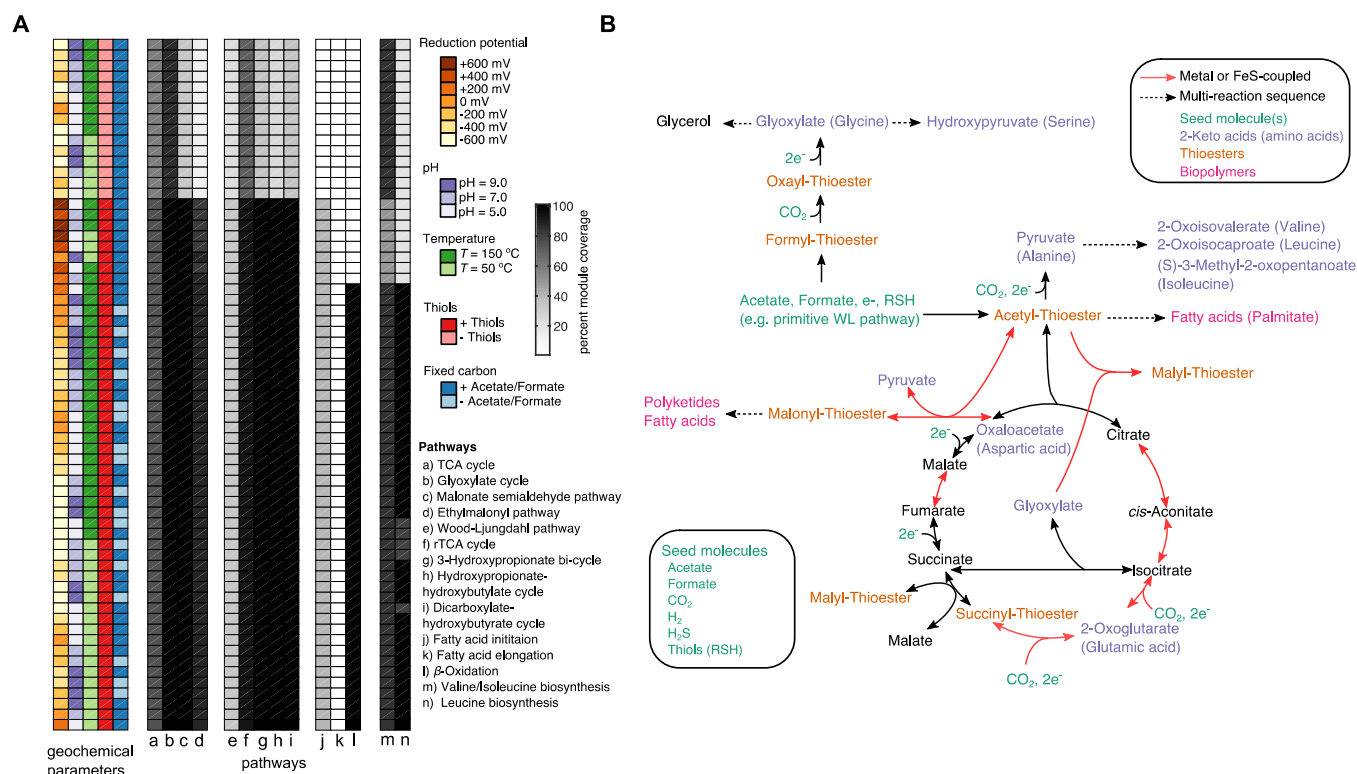 A
Reduction potential
+600 mV
+400 mV
+200 mV
0 mV
-200 mV
-400 mV
-600 mV
pH
pH = 9.0
pH = 7.0
pH = 5.0
Temperature
T = 150 ºC
T = 50 ºC
Thiols
+ Thiols
- Thiols
Fixed carbon
+ Acetate/Formate
- Acetate/Formate
100
80
60
40
20
percent module coverage
Pathways
a) TCA cycle
b) Glyoxylate cycle
c) Malonate semialdehyde pathway
d) Ethylmalonyl pathway
e) Wood-Ljungdahl pathway
f) rTCA cycle
g) 3-Hydroxypropionate bi-cycle
h) Hydroxypropionate-
hydroxybutylate cycle
i) Dicarboxylate-
hydroxybutyrate cycle
j) Fatty acid inititaion
k) Fatty acid elongation
l) β-Oxidation
m) Valine/Isoleucine biosynthesis
n) Leucine biosynthesis
a b c d e f g h i j k l m n
geochemical
parameters
pathways
B
Metal or FeS-coupled
Multi-reaction sequence
Seed molecule(s)
2-Keto acids (amino acids)
Thioesters
Biopolymers
Glycerol
Glyoxylate (Glycine)
Hydroxypyruvate (Serine)
2e-
Oxayl-Thioester
CO2
Formyl-Thioester
Pyruvate
(Alanine)
2-Oxoisovalerate (Valine)
2-Oxoisocaproate (Leucine)
(S)-3-Methyl-2-oxopentanoate
(Isoleucine)
CO2, 2e-
Acetate, Formate, e-, RSH
(e.g. primitive WL pathway)
Acetyl-Thioester
Fatty acids (Palmitate)
Pyruvate
Malyl-Thioester
Polyketides
Fatty acids
Malonyl-Thioester
Oxaloacetate
(Aspartic acid)
Citrate
2e-
Malate
Fumarate
Glyoxylate
cis-Aconitate
2e-
Succinate
Isocitrate
Malyl-Thioester
Succinyl-Thioester
CO2, 2e-
Malate
2-Oxoglutarate
(Glutamic acid)
CO2, 2e-
Seed molecules
Acetate
Formate
CO2
H2
H2S
Thiols (RSH)